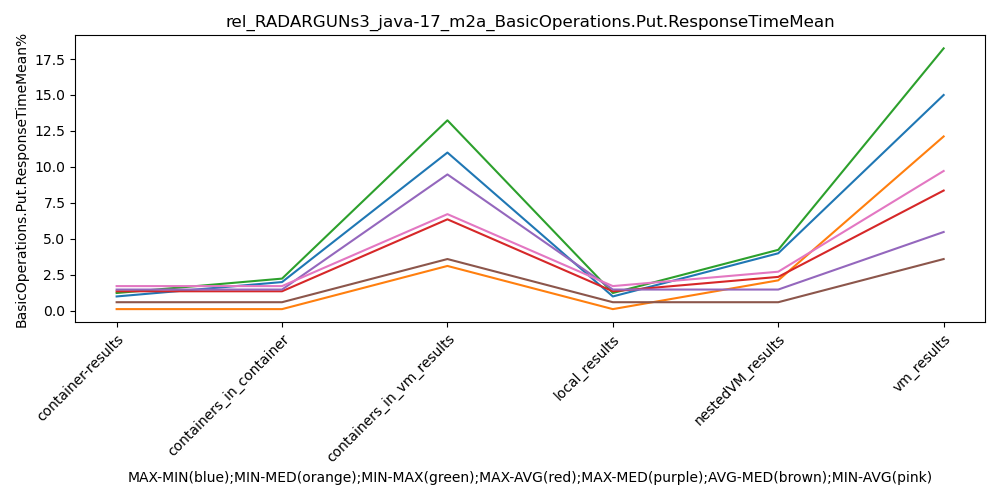 rel_RADARGUNs3_java-17_m2a_BasicOperations.Put.ResponseTimeMean
BasicOperations.Put.ResponseTimeMean%
17.5
15.0
12.5
10.0
7.5
5.0
2.5
0.0
container-results
containers_in_container
containers_in_vm_results
local_results
nestedVM_results
vm_results
MAX-MIN(blue);MIN-MED(orange);MIN-MAX(green);MAX-AVG(red);MAX-MED(purple);AVG-MED(brown);MIN-AVG(pink)